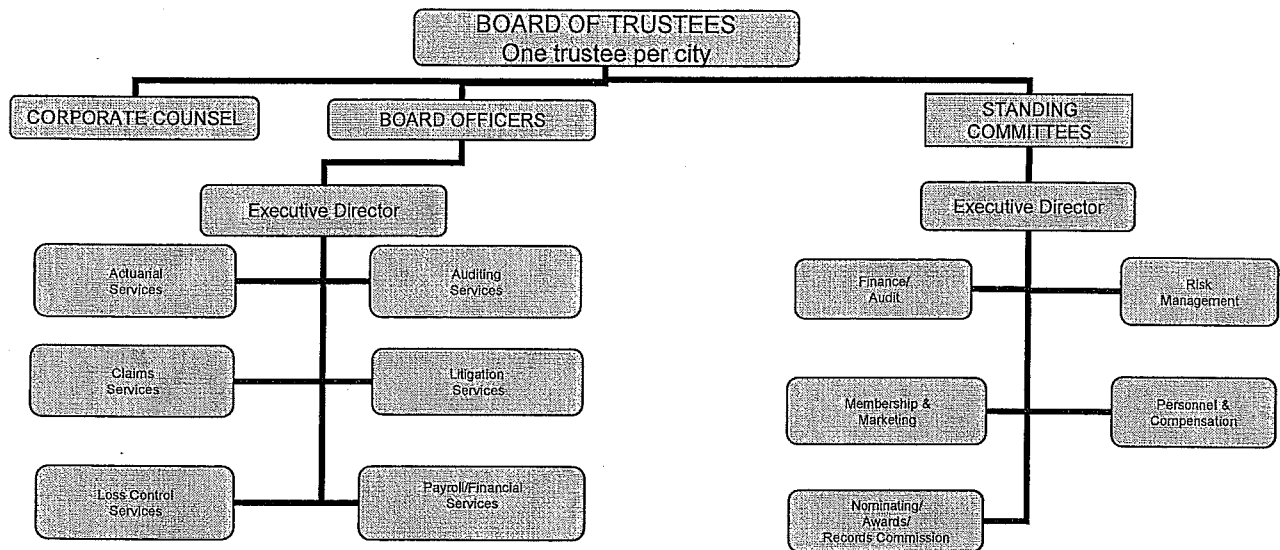 BOARD OF TRUSTEES
One trustee per city
CORPORATE COUNSEL
BOARD OFFICERS
STANDING
COMMITTEES
Executive Director
Executive Director
Actuarial
Services
Auditing
Services
Finance/
Audit
Risk
Management
Claims
Services
Litigation
Services
Membership &
Marketing
Personnel &
Compensation
Loss Control
Services
Payroll/Financial
Services
Nominating/
Awards/
Records Commission